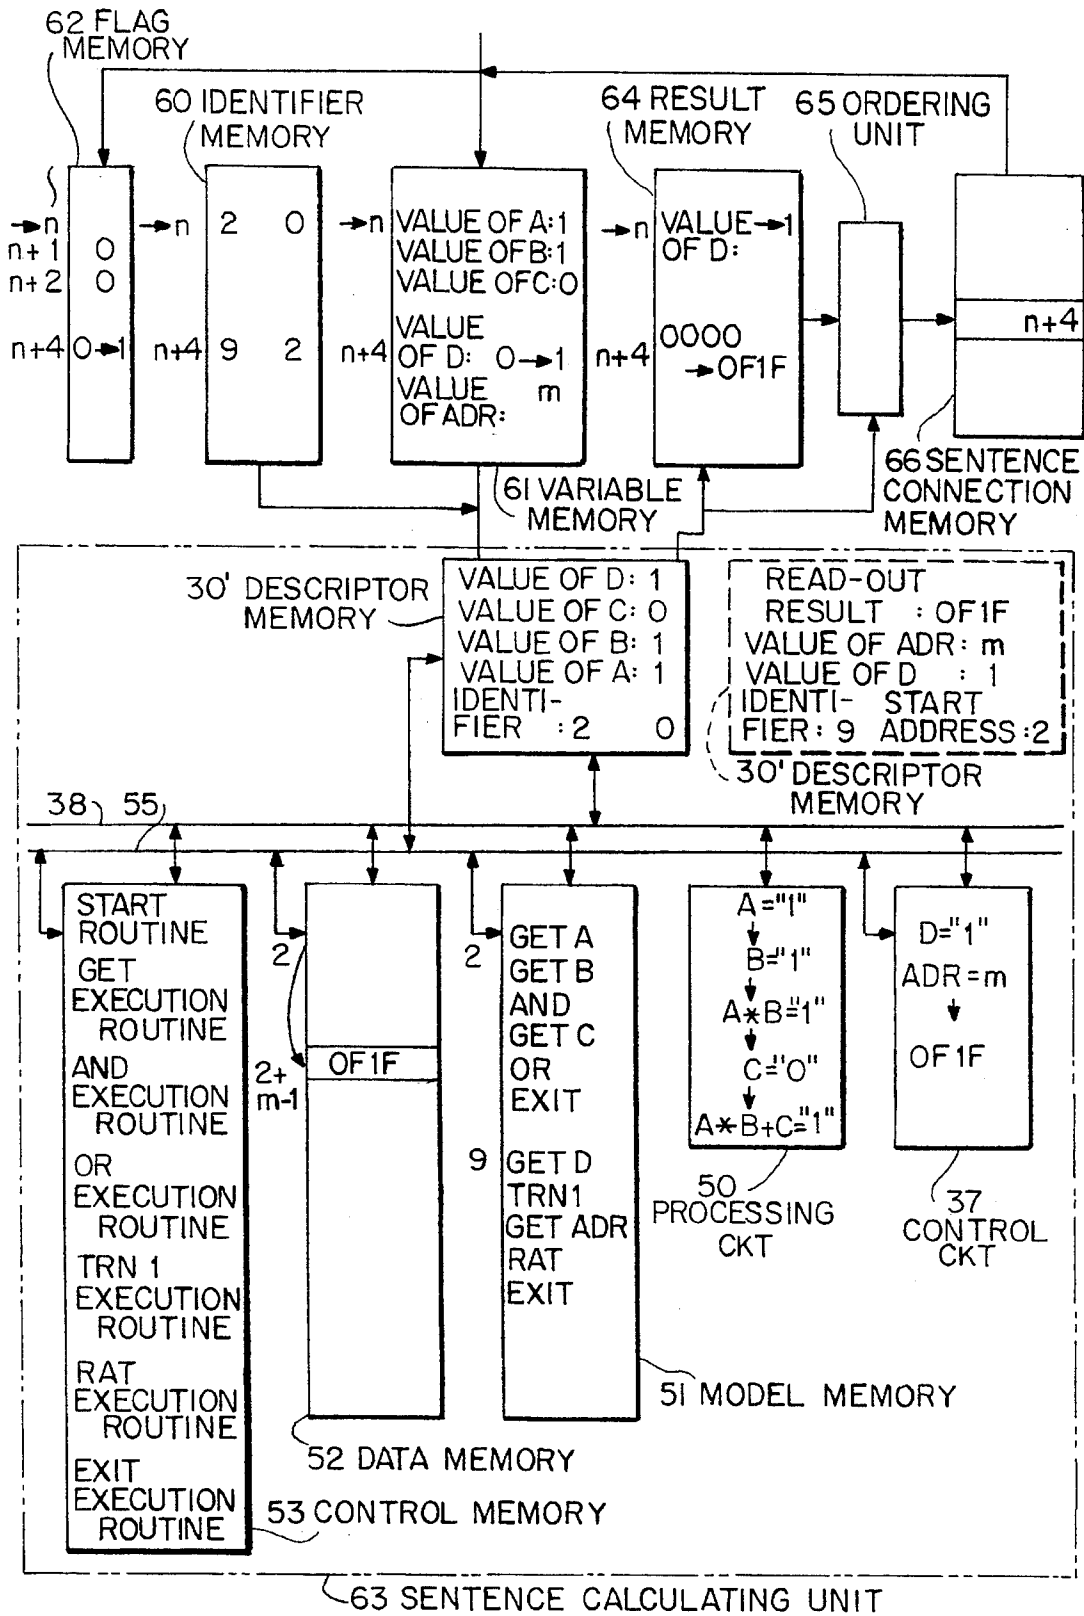 62 FLAG
MEMORY
60 IDENTIFIER
MEMORY
64 RESULT
MEMORY
65 ORDERING
UNIT
n
n+1 0
n+2 0
n+4 0→1
n 2 0
n+4 9 2
n VALUE OF A:1
VALUE OF B:1
VALUE OF C:0
VALUE
n+4 OF D: 0→1
VALUE m
OF ADR:
n VALUE→1
OF D:
0000
n+4 →OF1F
n+4
61 VARIABLE
MEMORY
66 SENTENCE
CONNECTION
MEMORY
30' DESCRIPTOR
MEMORY
VALUE OF D: 1
VALUE OF C: 0
VALUE OF B: 1
VALUE OF A: 1
IDENTI-
FIER : 2 0
READ-OUT
RESULT : OF1F
VALUE OF ADR: m
VALUE OF D : 1
IDENTI- START
FIER: 9 ADDRESS:2
30' DESCRIPTOR
MEMORY
38 55
START
ROUTINE
GET
EXECUTION
ROUTINE
AND
EXECUTION
ROUTINE
OR
EXECUTION
ROUTINE
TRN 1
EXECUTION
ROUTINE
RAT
EXECUTION
ROUTINE
EXIT
EXECUTION
ROUTINE
2
2+
m-1
OF1F
2 GET A
GET B
AND
GET C
OR
EXIT
9 GET D
TRN1
GET ADR
RAT
EXIT
A="1"
B="1"
A*B="1"
C="0"
A*B+C="1"
D="1"
ADR=m
OF1F
50
PROCESSING
CKT
37
CONTROL
CKT
51 MODEL MEMORY
52 DATA MEMORY
53 CONTROL MEMORY
63 SENTENCE CALCULATING UNIT